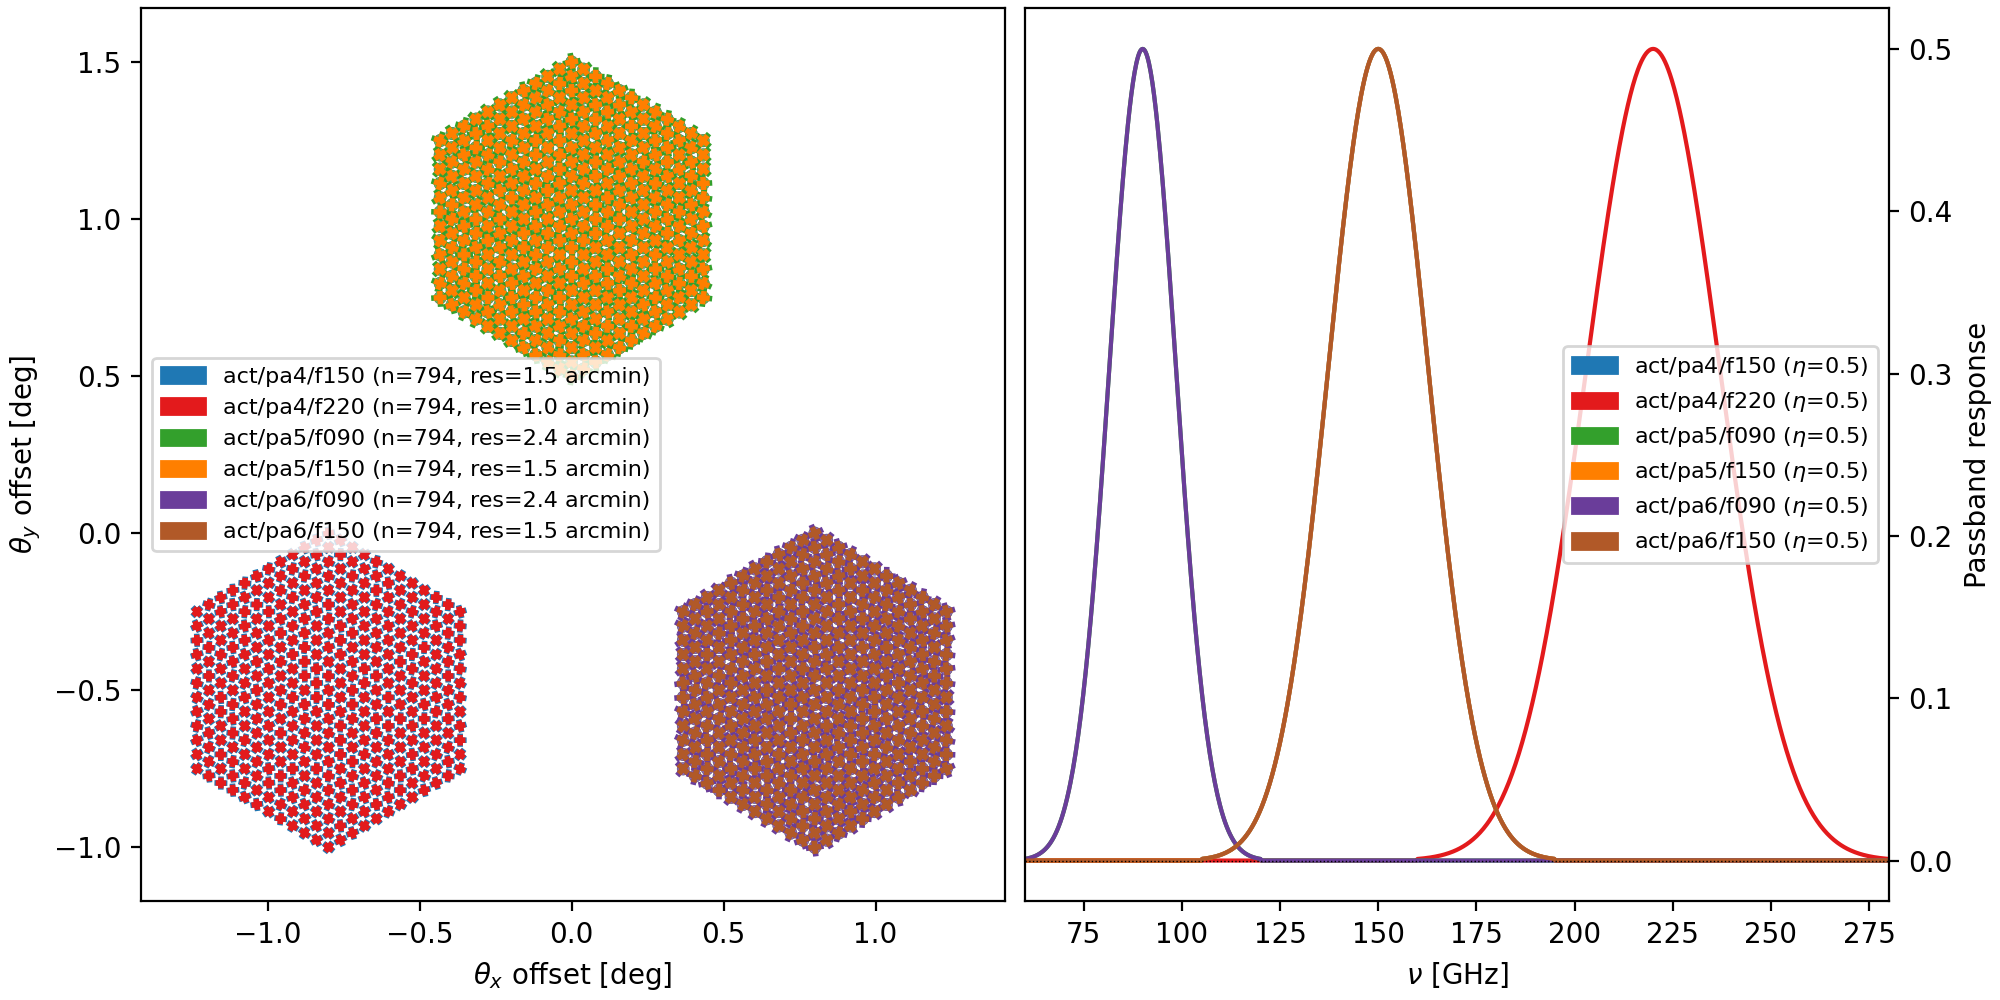 1.5
1.0
0.5
0.0
−0.5
−1.0
θy offset [deg]
act/pa4/f150 (n=794, res=1.5 arcmin)
act/pa4/f220 (n=794, res=1.0 arcmin)
act/pa5/f090 (n=794, res=2.4 arcmin)
act/pa5/f150 (n=794, res=1.5 arcmin)
act/pa6/f090 (n=794, res=2.4 arcmin)
act/pa6/f150 (n=794, res=1.5 arcmin)
−1.0 −0.5 0.0 0.5 1.0
θx offset [deg]
act/pa4/f150 (η=0.5)
act/pa4/f220 (η=0.5)
act/pa5/f090 (η=0.5)
act/pa5/f150 (η=0.5)
act/pa6/f090 (η=0.5)
act/pa6/f150 (η=0.5)
0.5
0.4
0.3
0.2
0.1
0.0
Passband response
75 100 125 150 175 200 225 250 275
ν [GHz]